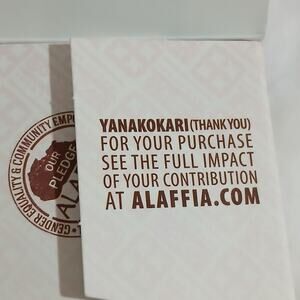 YANAKOKARI (THANK YOU)
FOR YOUR PURCHASE
SEE THE FULL IMPACT
OF YOUR CONTRIBUTION
AT ALAFFIA.COM
GENDER EQUALITY & COMMUNITY
OUR
PLEDGE